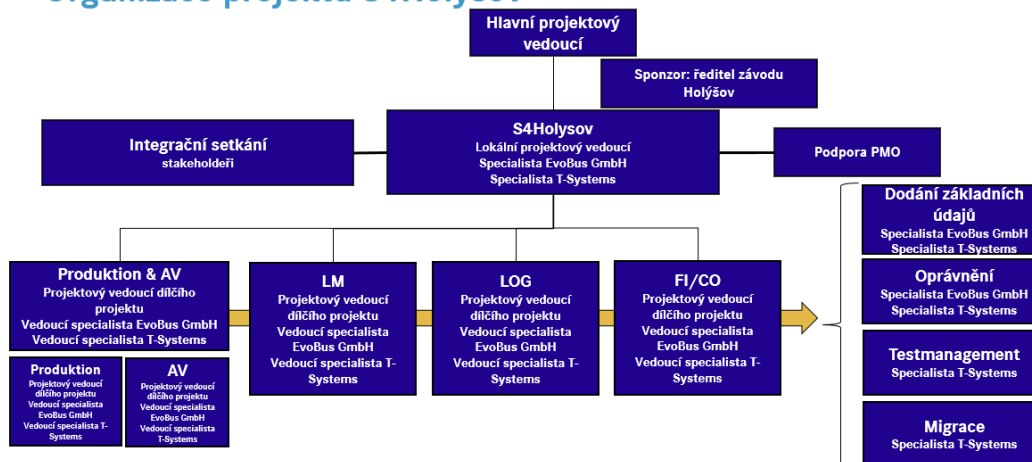 Organizace projektu S4Holýšov
Hlavní projektový
vedoucí
Sponzor: ředitel závodu
Holýšov
S4Holysov
Lokální projektový vedoucí
Specialista EvoBus GmbH
Specialista T-Systems
Integrační setkání
stakeholdeři
Podpora PMO
Produktion & AV
Projektový vedoucí dílčího
projektu
Vedoucí specialista EvoBus GmbH
Vedoucí specialista T-Systems
LM
Projektový vedoucí
dílčího projektu
Vedoucí specialista
EvoBus GmbH
Vedoucí specialista T-
Systems
LOG
Projektový vedoucí
dílčího projektu
Vedoucí specialista
EvoBus GmbH
Vedoucí specialista T-
Systems
FI/CO
Projektový vedoucí
dílčího projektu
Vedoucí specialista
EvoBus GmbH
Vedoucí specialista T-
Systems
Produktion
Projektový vedoucí
dílčího projektu
Vedoucí specialista
EvoBus GmbH
Vedoucí specialista T-
Systems
AV
Projektový vedoucí
dílčího projektu
Vedoucí specialista
EvoBus GmbH
Vedoucí specialista
T-Systems
Dodání základních
údajů
Specialista EvoBus GmbH
Specialista T-Systems
Oprávnění
Specialista EvoBus GmbH
Specialista T-Systems
Testmanagement
Specialista T-Systems
Migrace
Specialista T-Systems